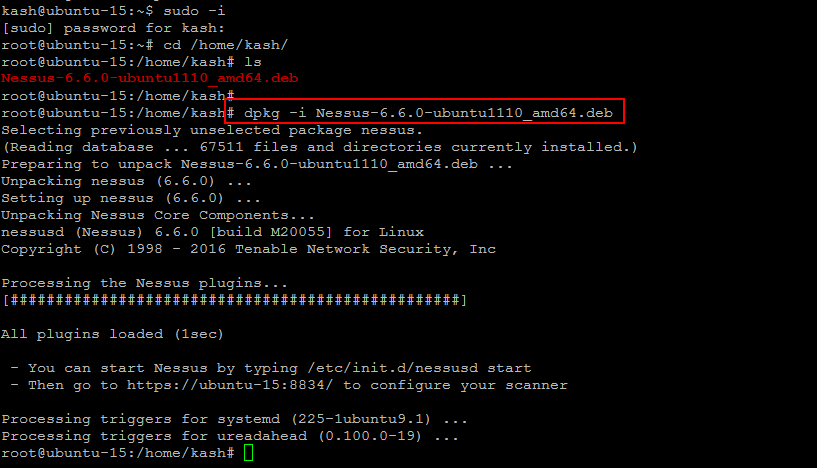 kash@ubuntu-15:~$ sudo -i
[sudo] password for kash:
root@ubuntu-15:~# cd /home/kash/
root@ubuntu-15:/home/kash# ls
Nessus-6.6.0-ubuntu1110_amd64.deb
root@ubuntu-15:/home/kash#
root@ubuntu-15:/home/kash# dpkg -i Nessus-6.6.0-ubuntu1110_amd64.deb
Selecting previously unselected package nessus.
(Reading database ... 67511 files and directories currently installed.)
Preparing to unpack Nessus-6.6.0-ubuntu1110_amd64.deb ...
Unpacking nessus (6.6.0) ...
Setting up nessus (6.6.0) ...
Unpacking Nessus Core Components...
nessusd (Nessus) 6.6.0 [build M20055] for Linux
Copyright (C) 1998 - 2016 Tenable Network Security, Inc
Processing the Nessus plugins...
[##################################################]
All plugins loaded (1sec)
- You can start Nessus by typing /etc/init.d/nessusd start
- Then go to https://ubuntu-15:8834/ to configure your scanner
Processing triggers for systemd (225-1ubuntu9.1) ...
Processing triggers for ureadahead (0.100.0-19) ...
root@ubuntu-15:/home/kash#